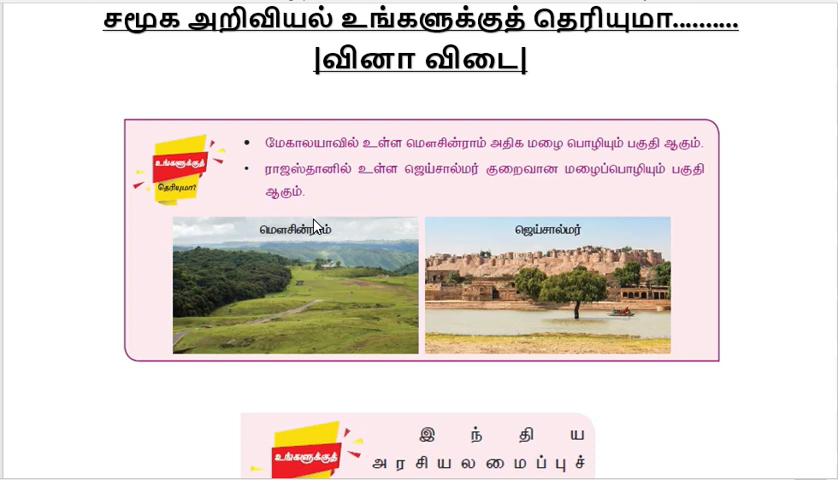 சமூக அறிவியல் உங்களுக்குத் தெரியுமா..........
|வினா விடை|
உங்களுக்குத்
தெரியுமா?
• மேகாலயாவில் உள்ள மௌசின்ராம் அதிக மழை பொழியும் பகுதி ஆகும்.
• ராஜஸ்தானில் உள்ள ஜெய்சால்மர் குறைவான மழைப்பொழியும் பகுதி
ஆகும்.
மௌசின்ராம்
ஜெய்சால்மர்
உங்களுக்குத்
இ ந் தி ய
அ ர சி ய ல மை ப் பு ச்